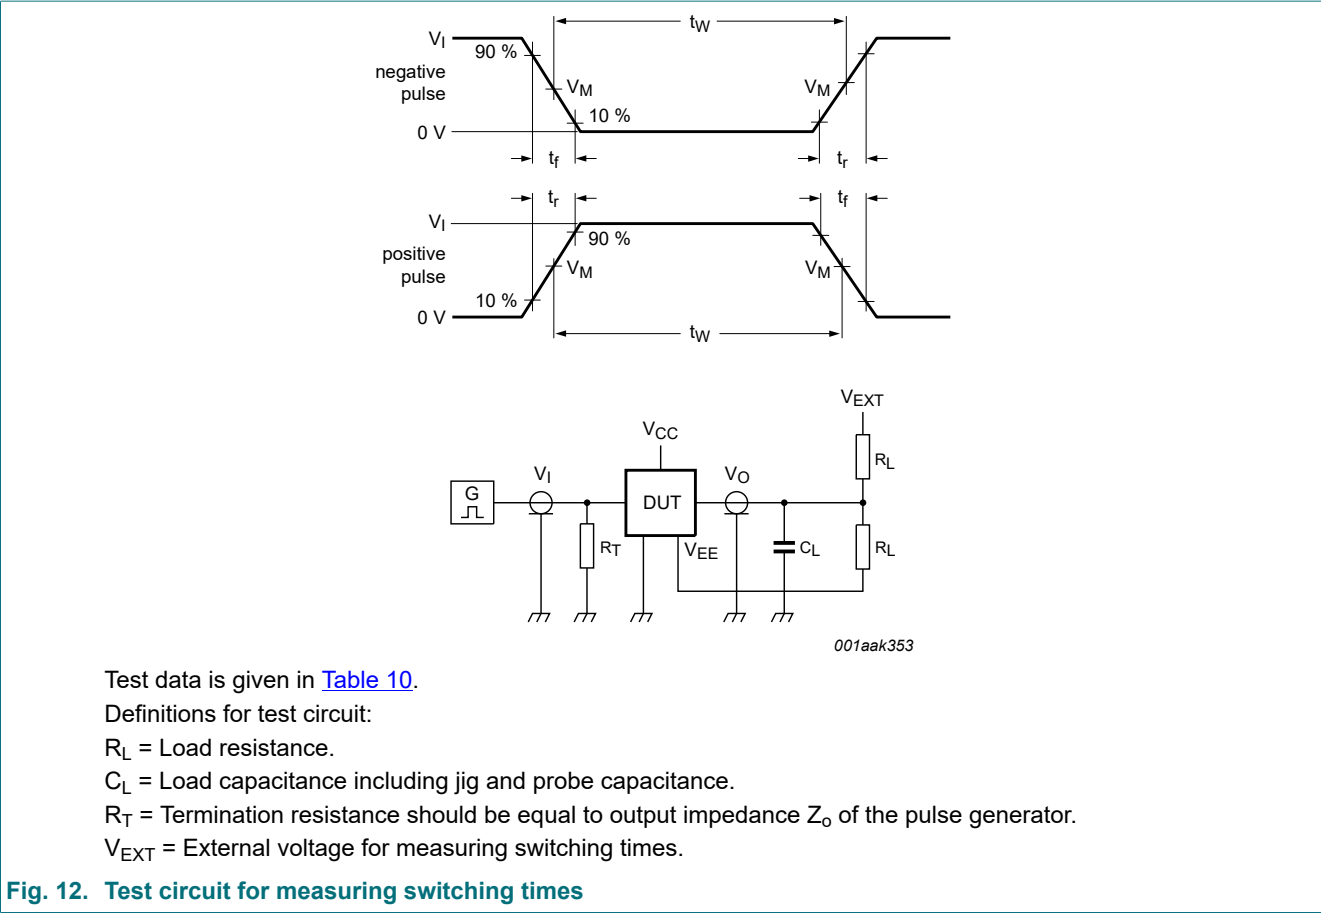 tW
VI
90 %
negative
pulse
VM
VM
10 %
0 V
tf
tr
tr
tf
VI
90 %
positive
pulse
VM
VM
10 %
0 V
tW
VEXT
VCC
RL
VI
VO
G
DUT
RT
VEE
CL
RL
001aak353
Test data is given in Table 10.
Definitions for test circuit:
RL = Load resistance.
CL = Load capacitance including jig and probe capacitance.
RT = Termination resistance should be equal to output impedance Zo of the pulse generator.
VEXT = External voltage for measuring switching times.
Fig. 12. Test circuit for measuring switching times